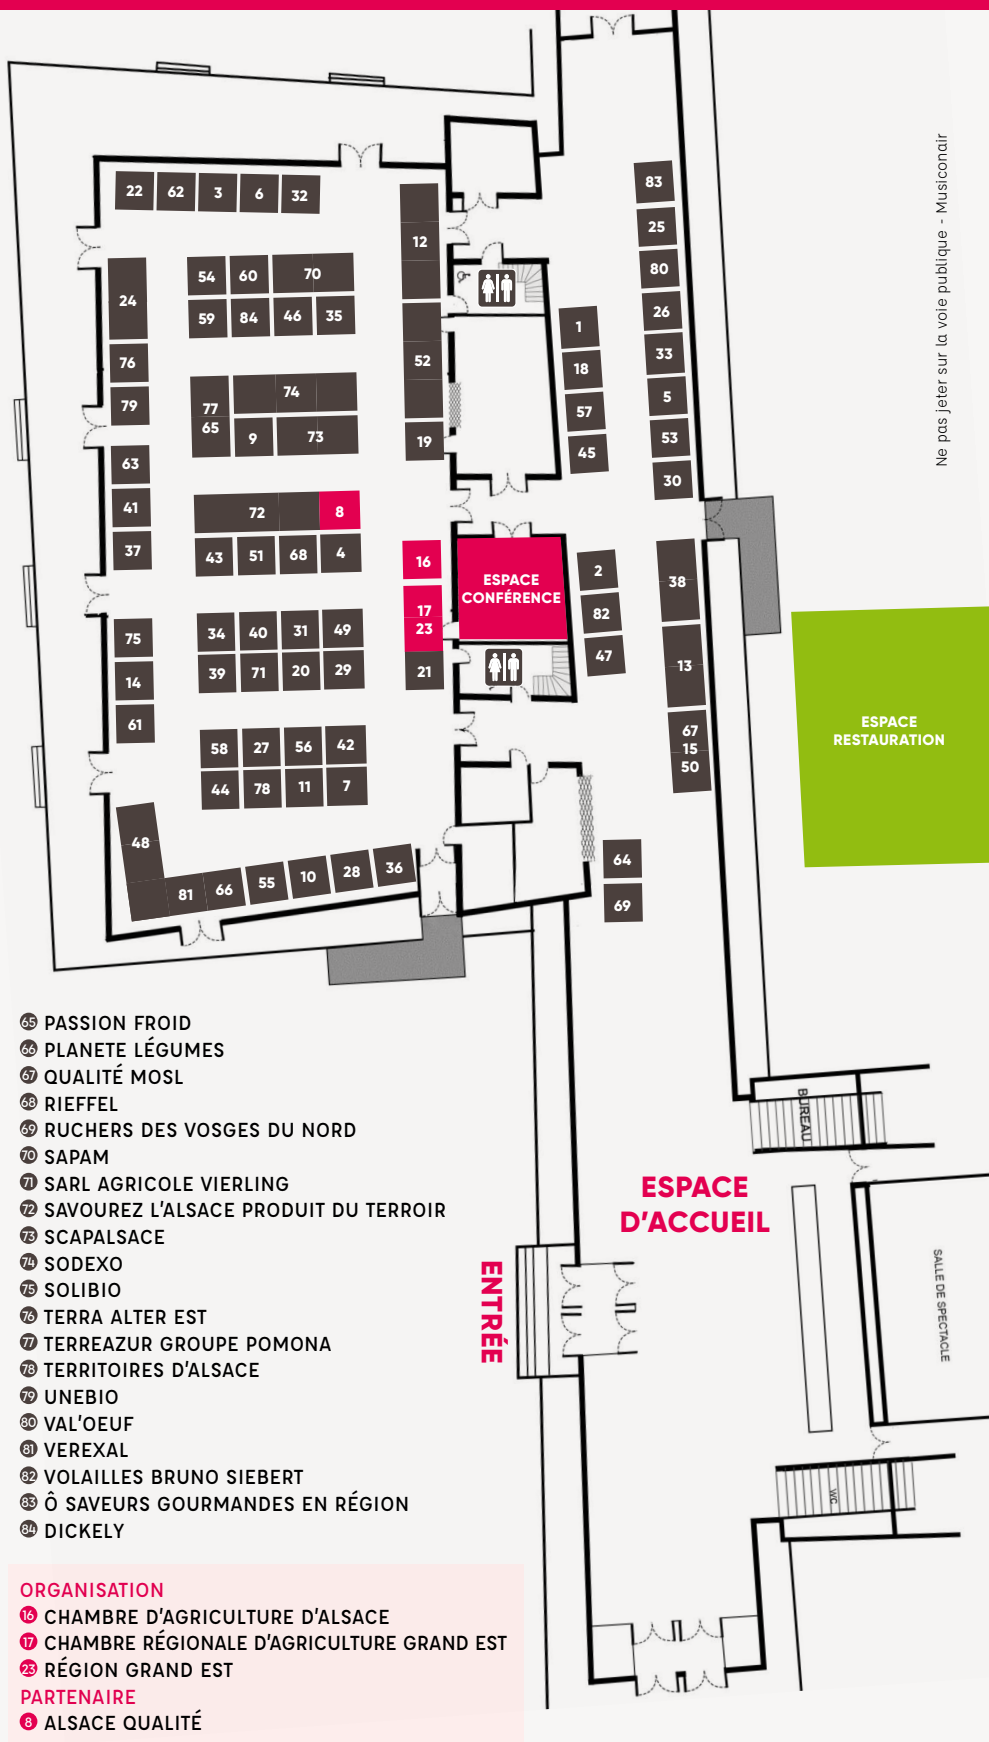 22 62 3 6 32
83
12
25
54 60 70
80
24
59 84 46 35
26
1
76
52
33
18
74
5
79
77
57
65
9
73
19
53
45
63
30
72
8
41
43 51 68 4
37
16
ESPACE
CONFÉRENCE
2
38
17
23
82
34 40 31 49
75
47
13
39 71 20 29
21
14
61
67
15
50
58 27 56 42
44 78 11 7
ESPACE
RESTAURATION
48
64
81 66 55 10 28 36
69
Ne pas jeter sur la voie publique - Musiconair
65 PASSION FROID
66 PLANETE LÉGUMES
67 QUALITÉ MOSL
68 RIEFFEL
69 RUCHERS DES VOSGES DU NORD
70 SAPAM
71 SARL AGRICOLE VIERLING
72 SAVOUREZ L'ALSACE PRODUIT DU TERROIR
73 SCAPALSACE
74 SODEXO
75 SOLIBIO
76 TERRA ALTER EST
77 TERREAZUR GROUPE POMONA
78 TERRITOIRES D'ALSACE
79 UNEBIO
80 VAL'OEUF
81 VEREXAL
82 VOLAILLES BRUNO SIEBERT
83 Ô SAVEURS GOURMANDES EN RÉGION
84 DICKELY
BUREAU
ESPACE
D'ACCUEIL
ENTRÉE
SALLE DE SPECTACLE
WC
ORGANISATION
16 CHAMBRE D'AGRICULTURE D'ALSACE
17 CHAMBRE RÉGIONALE D'AGRICULTURE GRAND EST
23 RÉGION GRAND EST
PARTENAIRE
8 ALSACE QUALITÉ